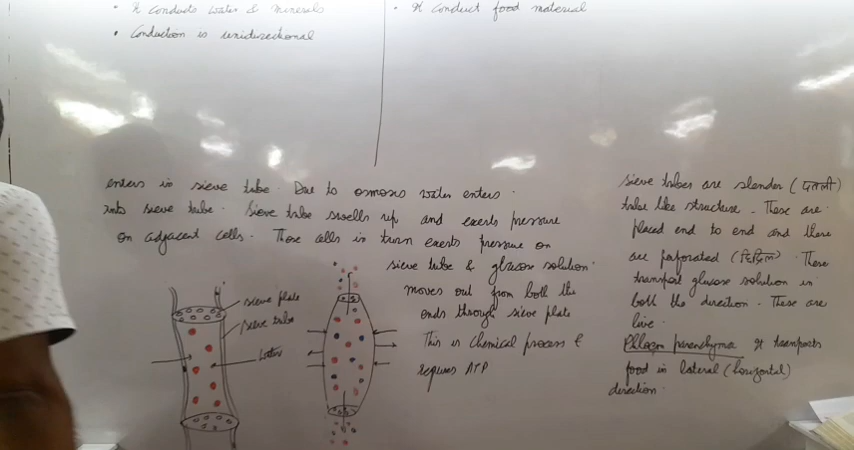 • It conducts water & minerals
• Conduction is unidirectional
• It conduct food material
enters in sieve tube. Due to osmosis water enters.
into sieve tube. Sieve tube swells up and exerts pressure
on adjacent cells. These cells in turn exerts pressure on
sieve tube & glucose solution.
moves out from both the
ends through sieve plate
This is chemical process &
requires ATP
sieve plate
sieve tube
water
sieve tubes are slender (पतली)
tube like structure. These are.
placed end to end and there
are perforated. These
transport glucose solution in
both the direction. These are
live.
Phloem parenchyma It transports
food in lateral (horizontal)
direction.